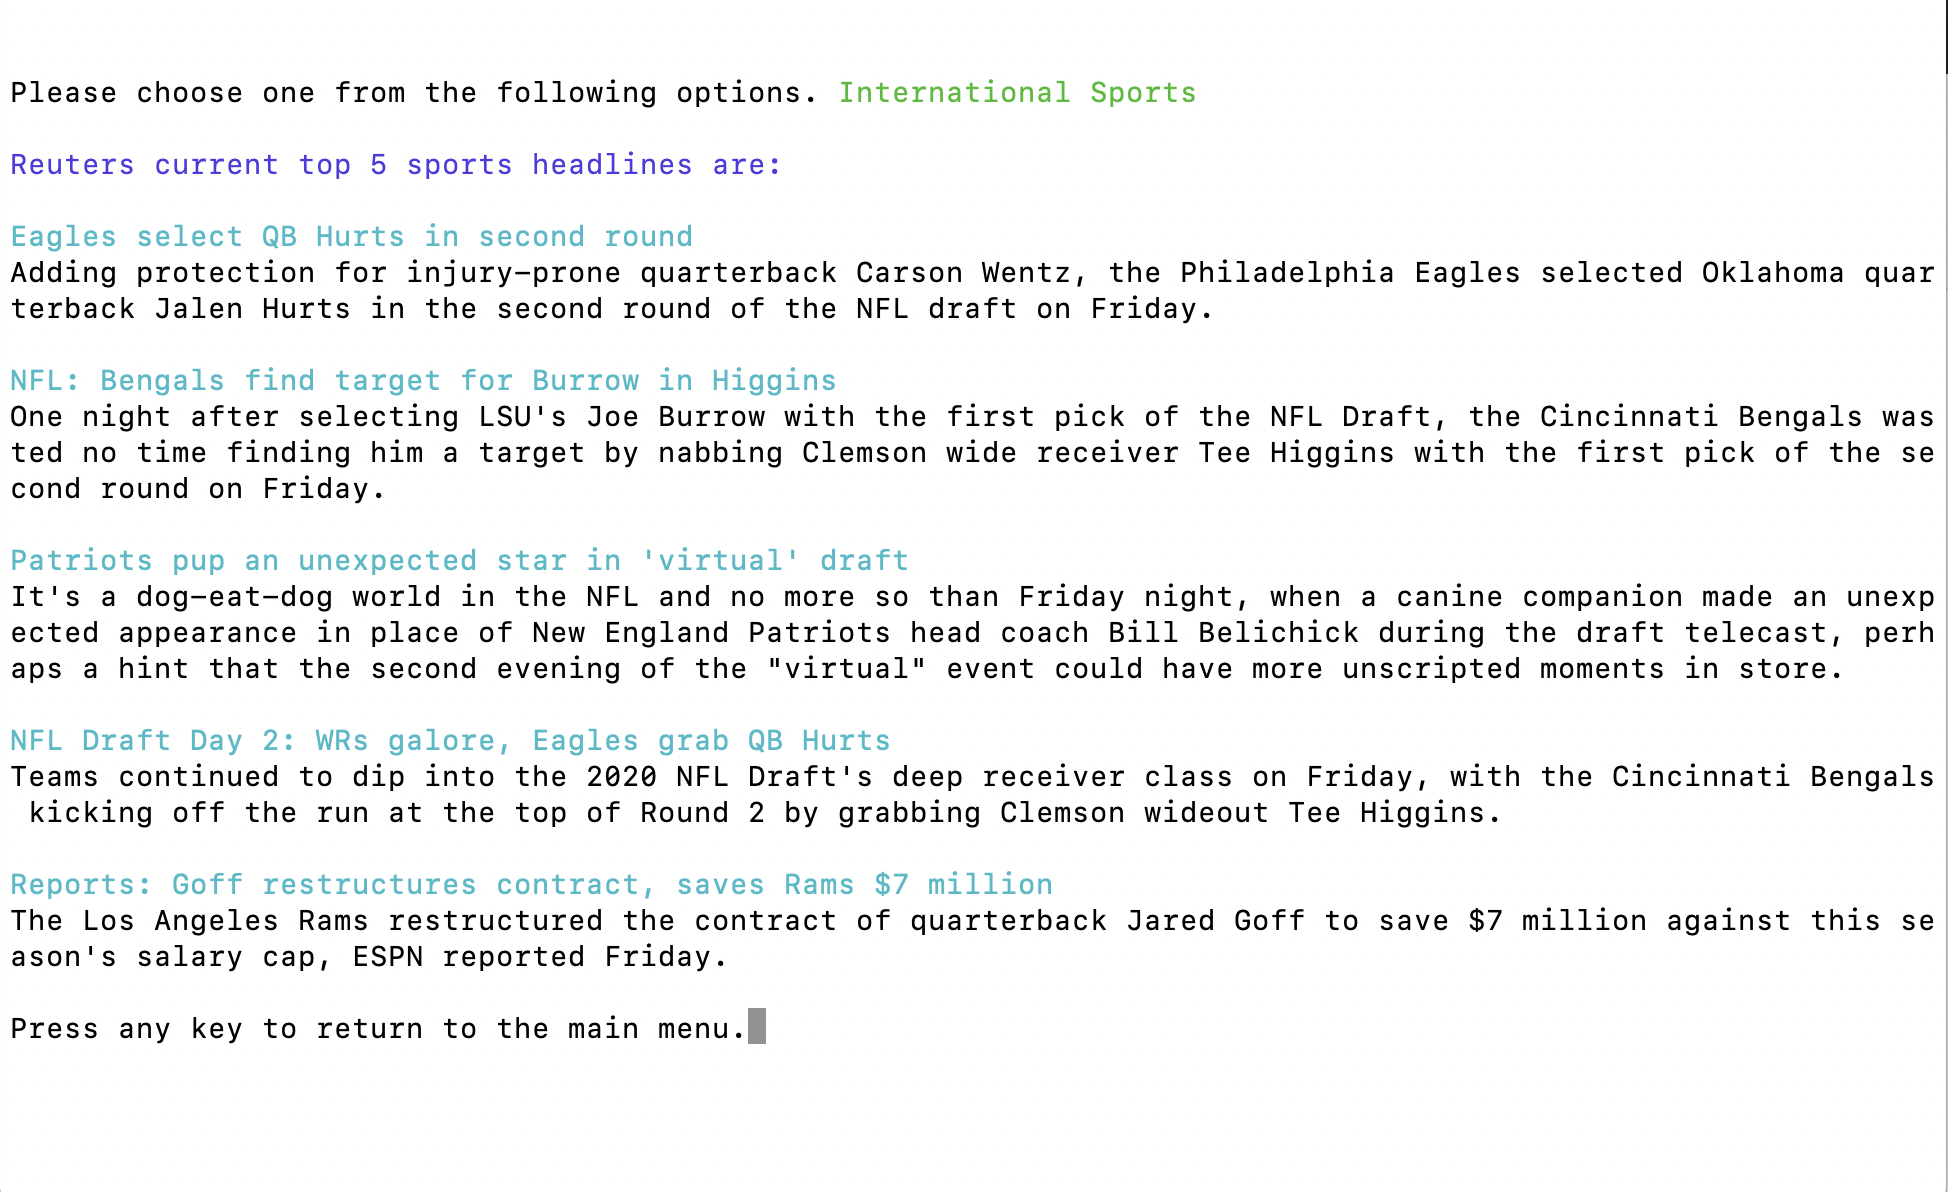 Please choose one from the following options. International Sports
Reuters current top 5 sports headlines are:
Eagles select QB Hurts in second round
Adding protection for injury-prone quarterback Carson Wentz, the Philadelphia Eagles selected Oklahoma quar
terback Jalen Hurts in the second round of the NFL draft on Friday.
NFL: Bengals find target for Burrow in Higgins
One night after selecting LSU's Joe Burrow with the first pick of the NFL Draft, the Cincinnati Bengals was
ted no time finding him a target by nabbing Clemson wide receiver Tee Higgins with the first pick of the se
cond round on Friday.
Patriots pup an unexpected star in 'virtual' draft
It's a dog-eat-dog world in the NFL and no more so than Friday night, when a canine companion made an unexp
ected appearance in place of New England Patriots head coach Bill Belichick during the draft telecast, perh
aps a hint that the second evening of the "virtual" event could have more unscripted moments in store.
NFL Draft Day 2: WRs galore, Eagles grab QB Hurts
Teams continued to dip into the 2020 NFL Draft's deep receiver class on Friday, with the Cincinnati Bengals
kicking off the run at the top of Round 2 by grabbing Clemson wideout Tee Higgins.
Reports: Goff restructures contract, saves Rams $7 million
The Los Angeles Rams restructured the contract of quarterback Jared Goff to save $7 million against this se
ason's salary cap, ESPN reported Friday.
Press any key to return to the main menu.